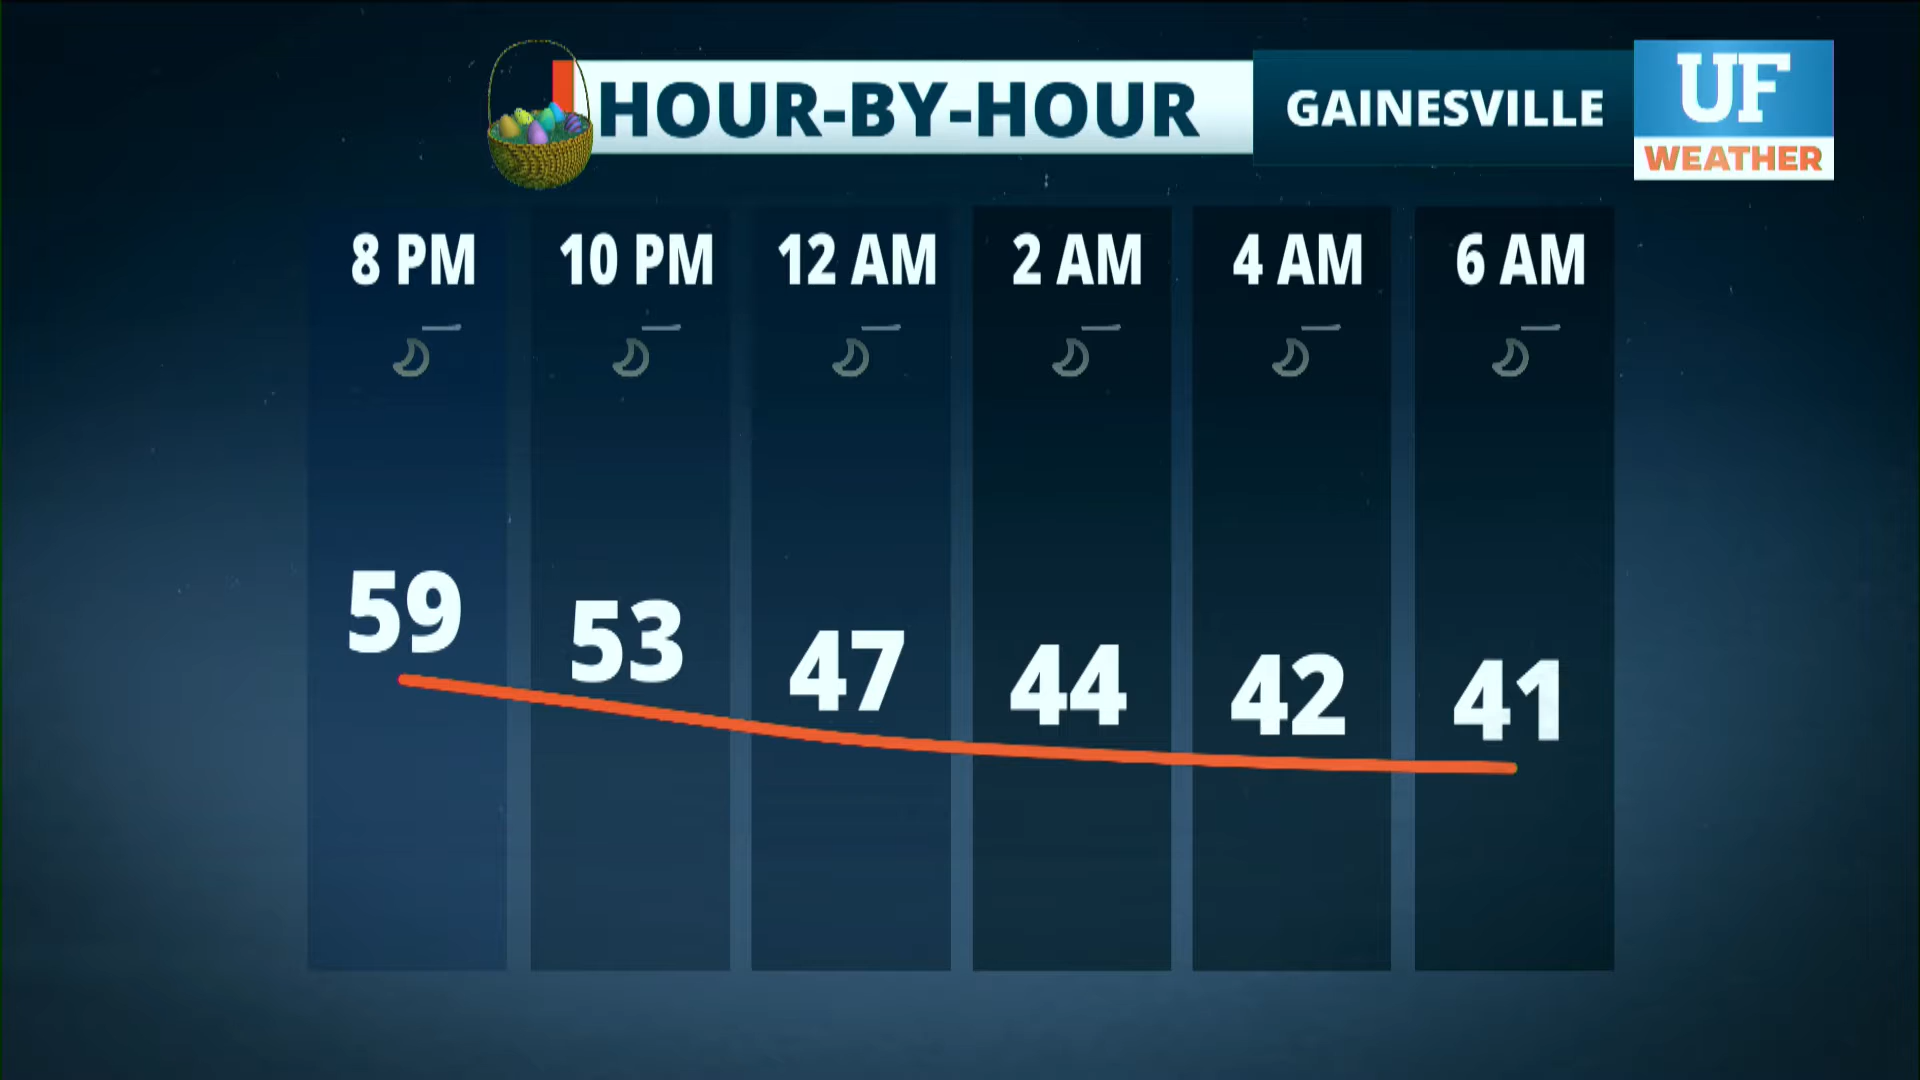 HOUR-BY-HOUR
GAINESVILLE
UF
WEATHER
8 PM 10 PM 12 AM 2 AM 4 AM 6 AM
59 53 47 44 42 41